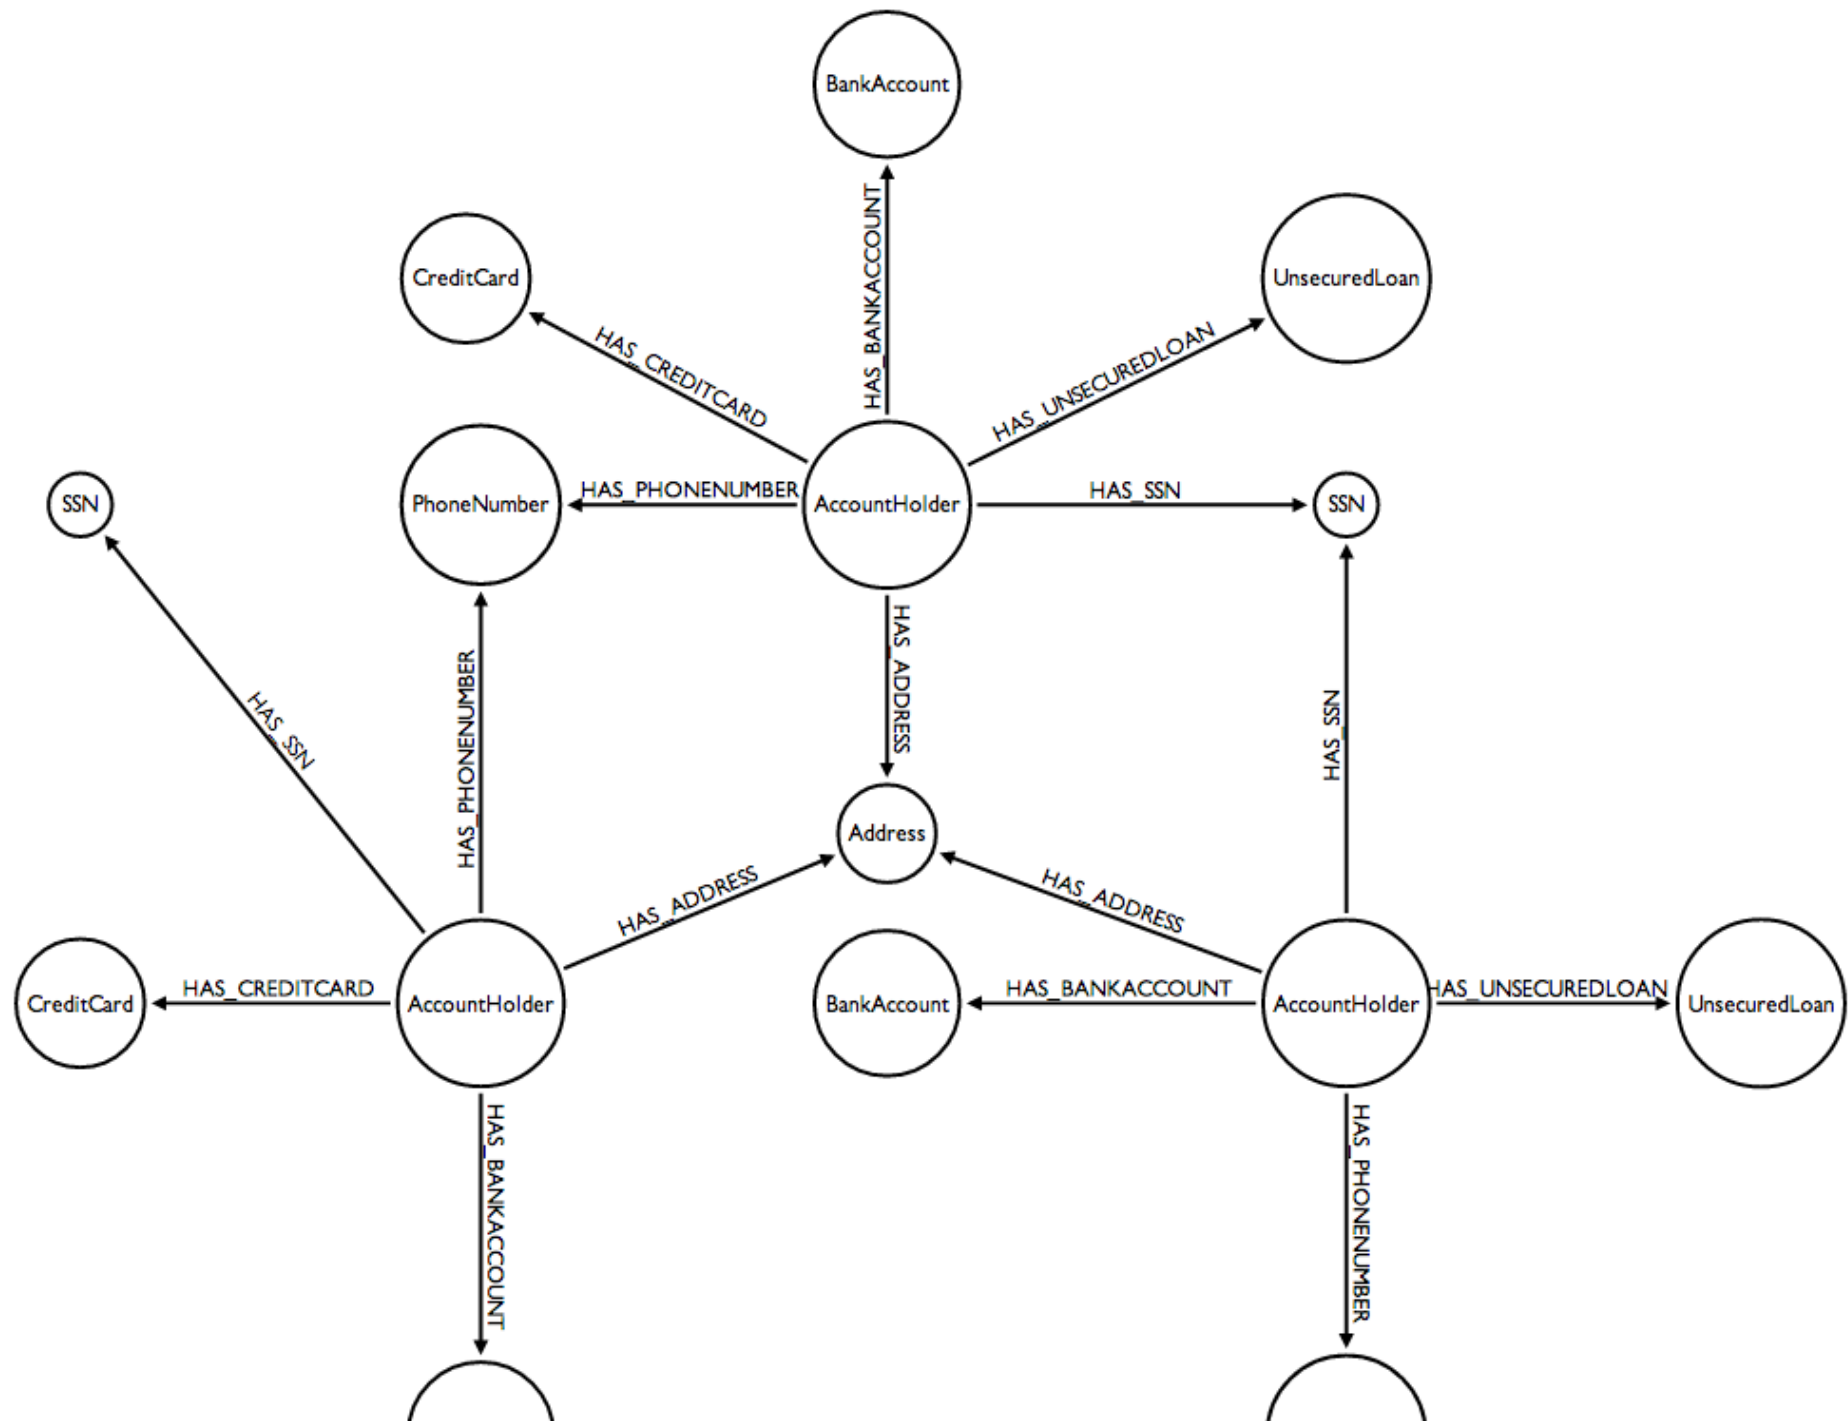 BankAccount
HAS_BANKACCOUNT
CreditCard
UnsecuredLoan
HAS_CREDITCARD
HAS_UNSECUREDLOAN
SSN
PhoneNumber
HAS_PHONENUMBER
AccountHolder
HAS_SSN
SSN
HAS_SSN
HAS_PHONENUMBER
HAS_ADDRESS
HAS_SSN
Address
HAS_ADDRESS
HAS_ADDRESS
CreditCard
HAS_CREDITCARD
AccountHolder
BankAccount
HAS_BANKACCOUNT
AccountHolder
HAS_UNSECUREDLOAN
UnsecuredLoan
HAS_BANKACCOUNT
HAS_PHONENUMBER